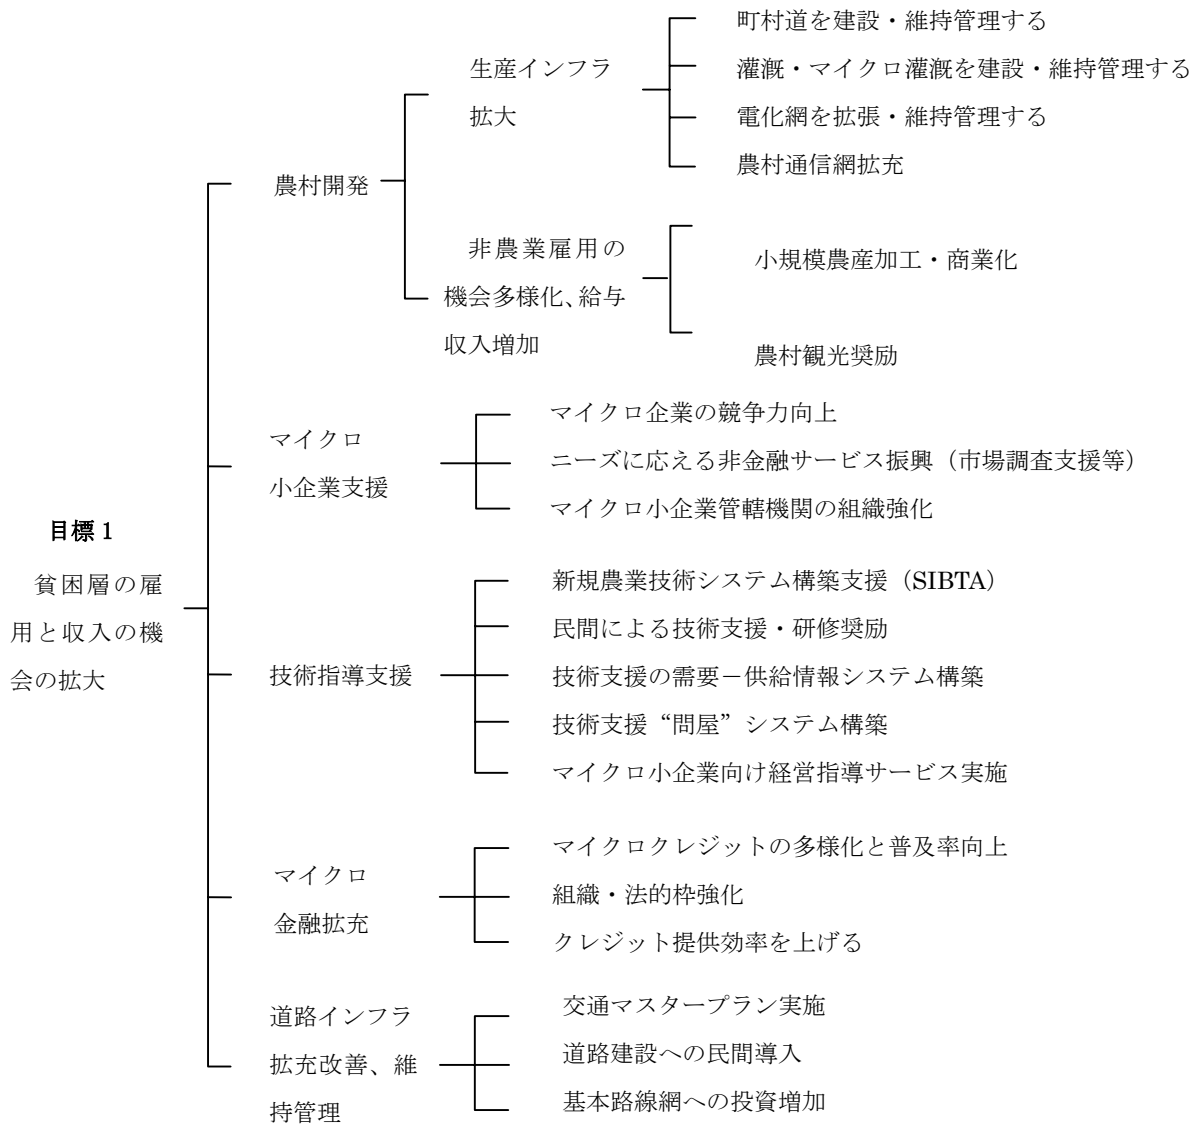 町村道を建設・維持管理する
生産インフラ
拡大
灌漑・マイクロ灌漑を建設・維持管理する
電化網を拡張・維持管理する
農村通信網拡充
農村開発
非農業雇用の
機会多様化、給与
収入増加
小規模農産加工・商業化
農村観光奨励
マイクロ
小企業支援
マイクロ企業の競争力向上
ニーズに応える非金融サービス振興（市場調査支援等）
マイクロ小企業管轄機関の組織強化
目標 1
貧困層の雇
用と収入の機
会の拡大
技術指導支援
新規農業技術システム構築支援（SIBTA）
民間による技術支援・研修奨励
技術支援の需要－供給情報システム構築
技術支援“問屋”システム構築
マイクロ小企業向け経営指導サービス実施
マイクロ
金融拡充
マイクロクレジットの多様化と普及率向上
組織・法的枠強化
クレジット提供効率を上げる
道路インフラ
拡充改善、維
持管理
交通マスタープラン実施
道路建設への民間導入
基本路線網への投資増加